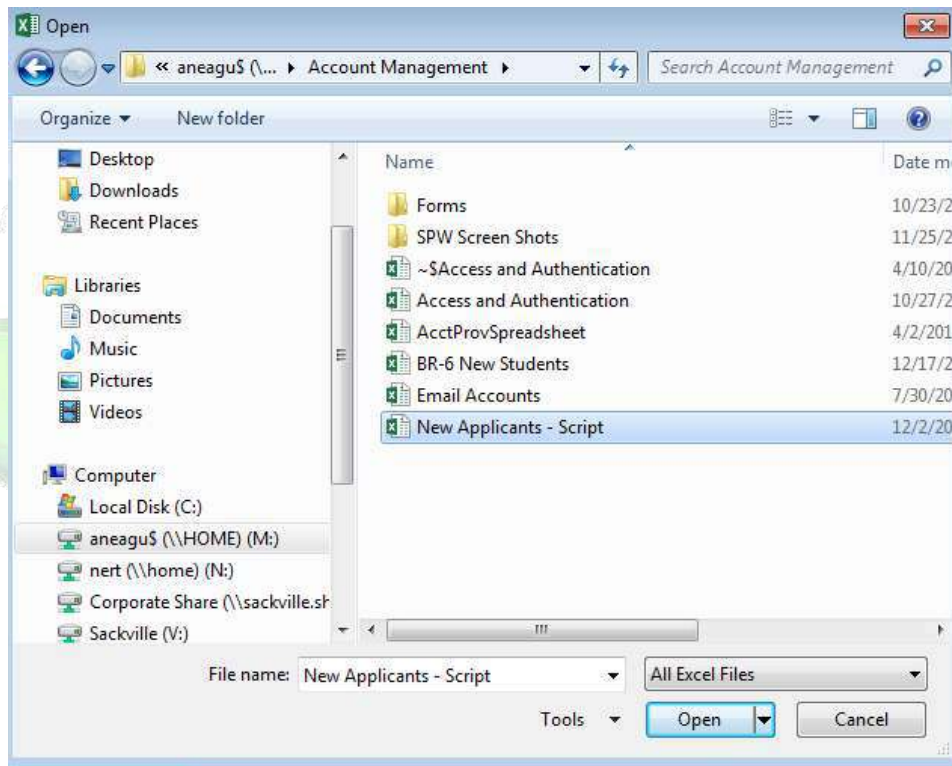 Open
« aneagu$ (\... ▸ Account Management ▸
Search Account Management
Organize
New folder
Desktop
Downloads
Recent Places
Libraries
Documents
Music
Pictures
Videos
Computer
Local Disk (C:)
aneagu$ (\\HOME) (M:)
nert (\\home) (N:)
Corporate Share (\\sackville.sh
Sackville (V:)
Name Date m
Forms 10/23/2
SPW Screen Shots 11/25/2
~$Access and Authentication 4/10/20
Access and Authentication 10/27/2
AcctProvSpreadsheet 4/2/201
BR-6 New Students 12/17/2
Email Accounts 7/30/20
New Applicants - Script 12/2/20
File name: New Applicants - Script All Excel Files
Tools Open Cancel